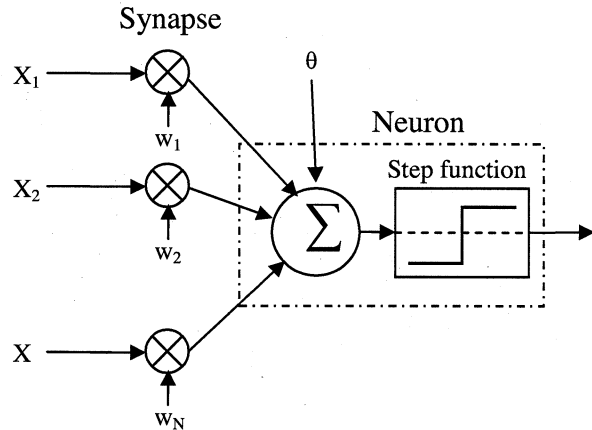 Synapse
X1
w1
θ
Neuron
Step function
X2
w2
Σ
X
wN